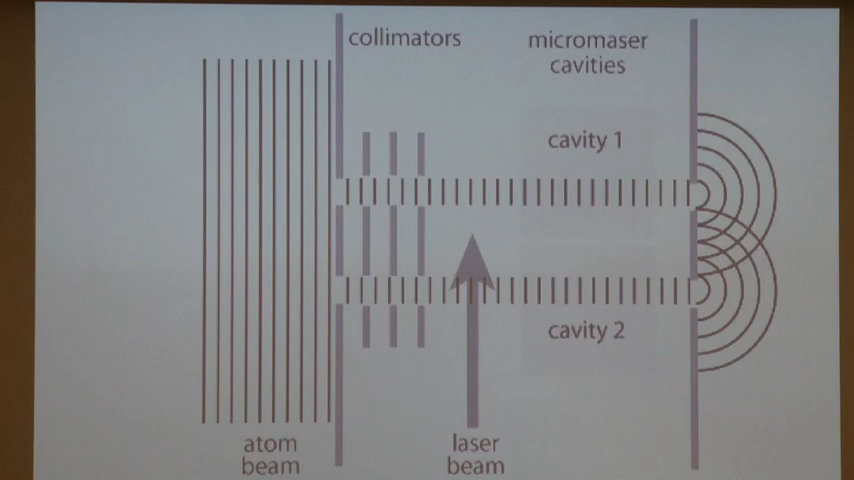 collimators
micromaser
cavities
cavity 1
cavity 2
atom
beam
laser
beam